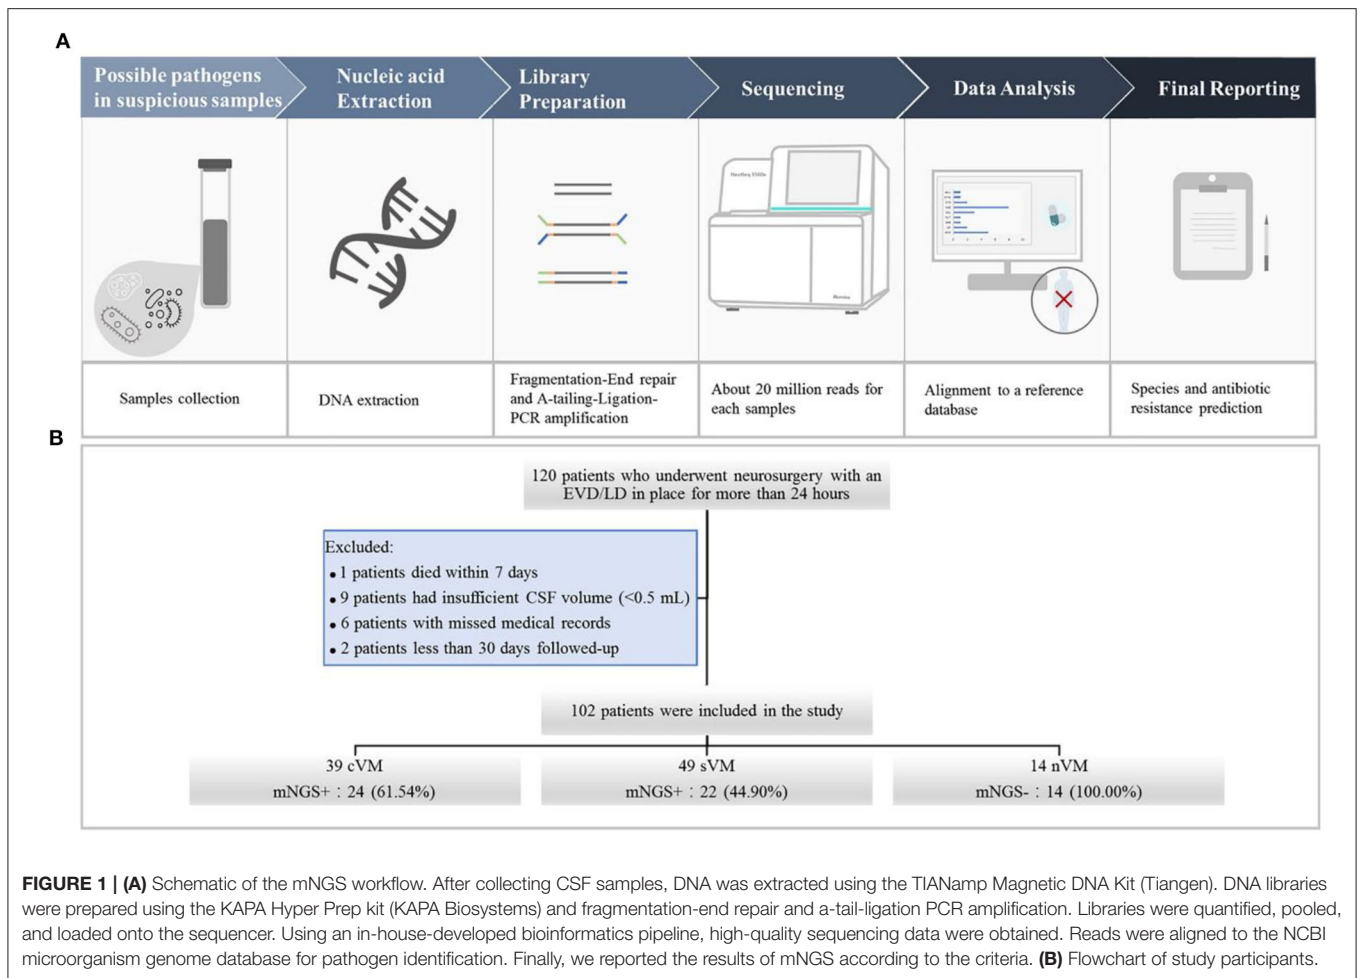 A
Possible pathogens
in suspicious samples
Nucleic acid
Extraction
Library
Preparation
Sequencing
Data Analysis
Final Reporting
Samples collection
DNA extraction
Fragmentation-End repair
and A-tailing-Ligation-
PCR amplification
About 20 million reads for
each samples
Alignment to a reference
database
Species and antibiotic
resistance prediction
B
120 patients who underwent neurosurgery with an
EVD/LD in place for more than 24 hours
Excluded:
• 1 patients died within 7 days
• 9 patients had insufficient CSF volume (<0.5 mL)
• 6 patients with missed medical records
• 2 patients less than 30 days followed-up
102 patients were included in the study
39 cVM
mNGS+ : 24 (61.54%)
49 sVM
mNGS+ : 22 (44.90%)
14 nVM
mNGS- : 14 (100.00%)
FIGURE 1 | (A) Schematic of the mNGS workflow. After collecting CSF samples, DNA was extracted using the TIANamp Magnetic DNA Kit (Tiangen). DNA libraries
were prepared using the KAPA Hyper Prep kit (KAPA Biosystems) and fragmentation-end repair and a-tail-ligation PCR amplification. Libraries were quantified, pooled,
and loaded onto the sequencer. Using an in-house-developed bioinformatics pipeline, high-quality sequencing data were obtained. Reads were aligned to the NCBI
microorganism genome database for pathogen identification. Finally, we reported the results of mNGS according to the criteria. (B) Flowchart of study participants.